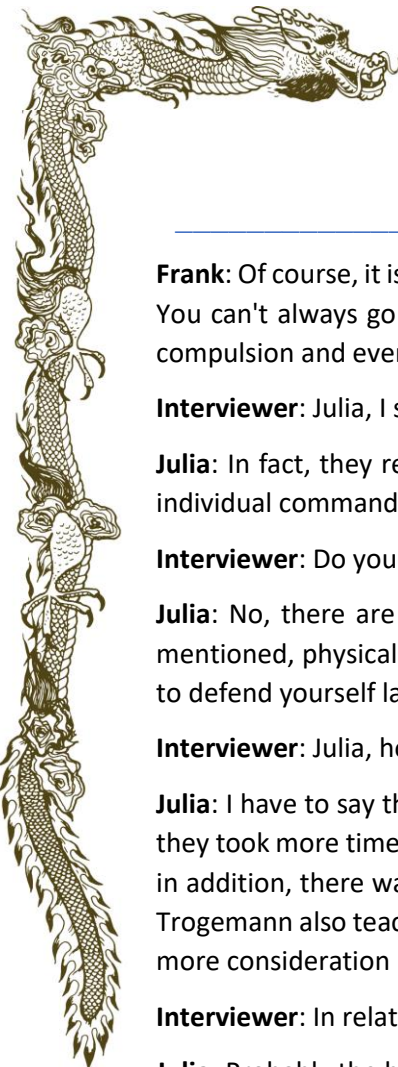 Frank: Of course, it is
You can't always go
compulsion and ever
Interviewer: Julia, I s
Julia: In fact, they re
individual command
Interviewer: Do you
Julia: No, there are
mentioned, physical
to defend yourself la
Interviewer: Julia, ho
Julia: I have to say th
they took more time
in addition, there wa
Trogemann also teac
more consideration
Interviewer: In relat
Julia: Probably the b